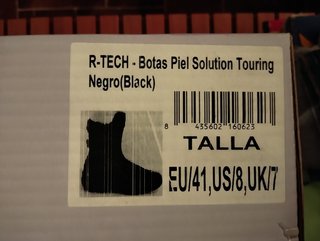 R-TECH - Botas Piel Solution Touring
Negro(Black)
8 435602 160623
TALLA
EU/41,US/8,UK/7